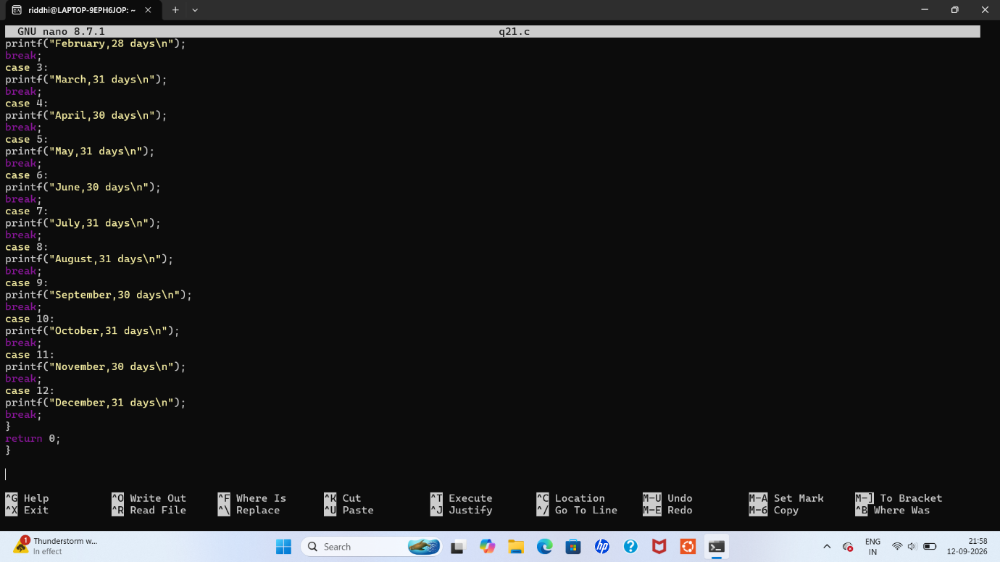 riddhi@LAPTOP-9EPH6JOP: ~
GNU nano 8.7.1 q21.c
printf("February,28 days\n");
break;
case 3:
printf("March,31 days\n");
break;
case 4:
printf("April,30 days\n");
break;
case 5:
printf("May,31 days\n");
break;
case 6:
printf("June,30 days\n");
break;
case 7:
printf("July,31 days\n");
break;
case 8:
printf("August,31 days\n");
break;
case 9:
printf("September,30 days\n");
break;
case 10:
printf("October,31 days\n");
break;
case 11:
printf("November,30 days\n");
break;
case 12:
printf("December,31 days\n");
break;
}
return 0;
}
^G Help ^O Write Out ^F Where Is ^K Cut ^T Execute ^C Location M-U Undo M-A Set Mark M-] To Bracket
^X Exit ^R Read File ^\ Replace ^U Paste ^J Justify ^/ Go To Line M-E Redo M-6 Copy ^B Where Was
1 Thunderstorm w...
In effect
Search
hp
ENG
IN
21:58
12-09-2026